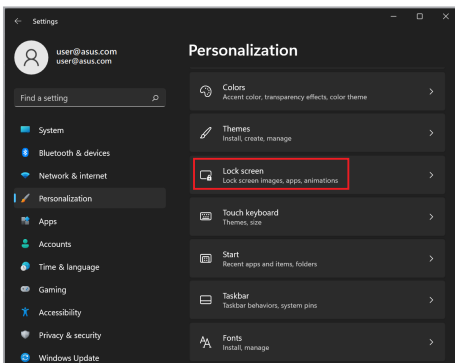 Settings
user@asus.com
user@asus.com
Find a setting
System
Bluetooth & devices
Network & internet
Personalization
Apps
Accounts
Time & language
Gaming
Accessibility
Privacy & security
Windows Update
Personalization
Colors
Accent color, transparency effects, color theme
Themes
Install, create, manage
Lock screen
Lock screen images, apps, animations
Touch keyboard
Themes, size
Start
Recent apps and items, folders
Taskbar
Taskbar behaviors, system pins
Fonts
Install, manage